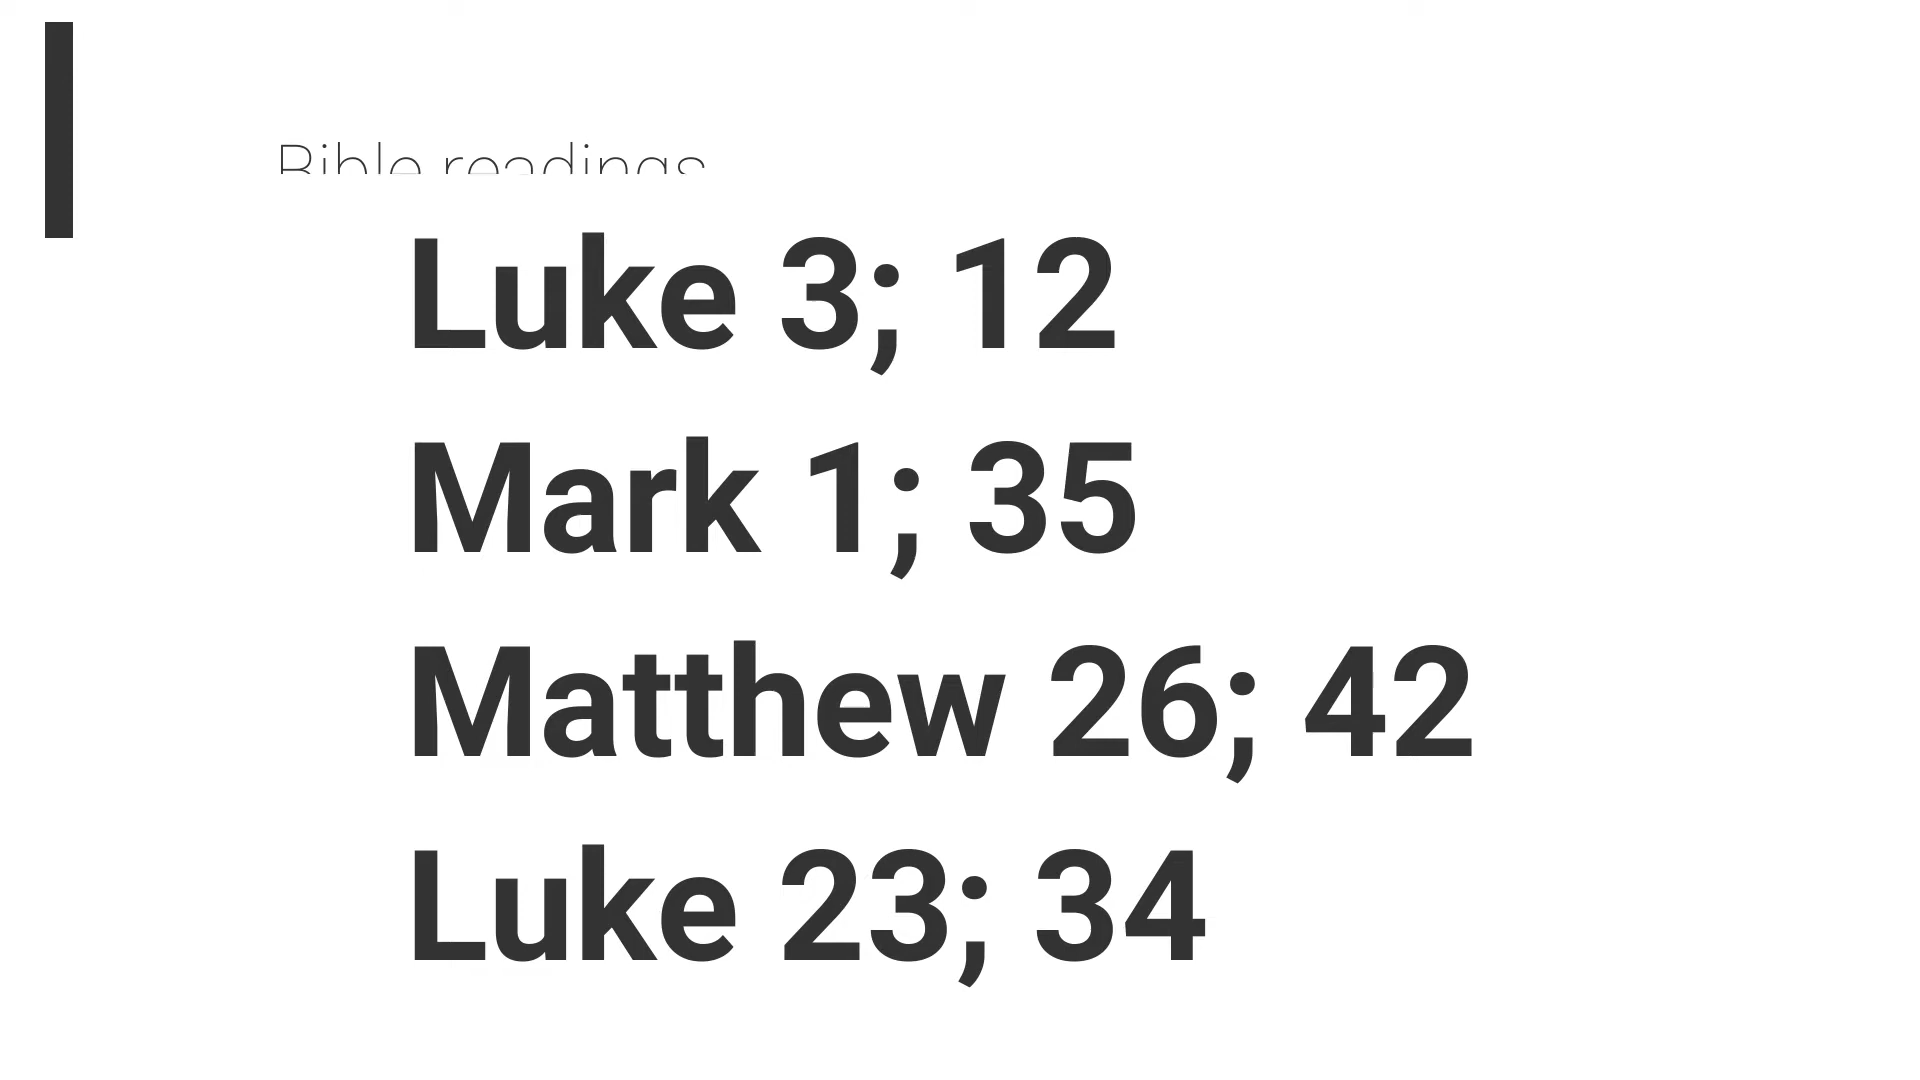 Bible readings
Luke 3; 12
Mark 1; 35
Matthew 26; 42
Luke 23; 34